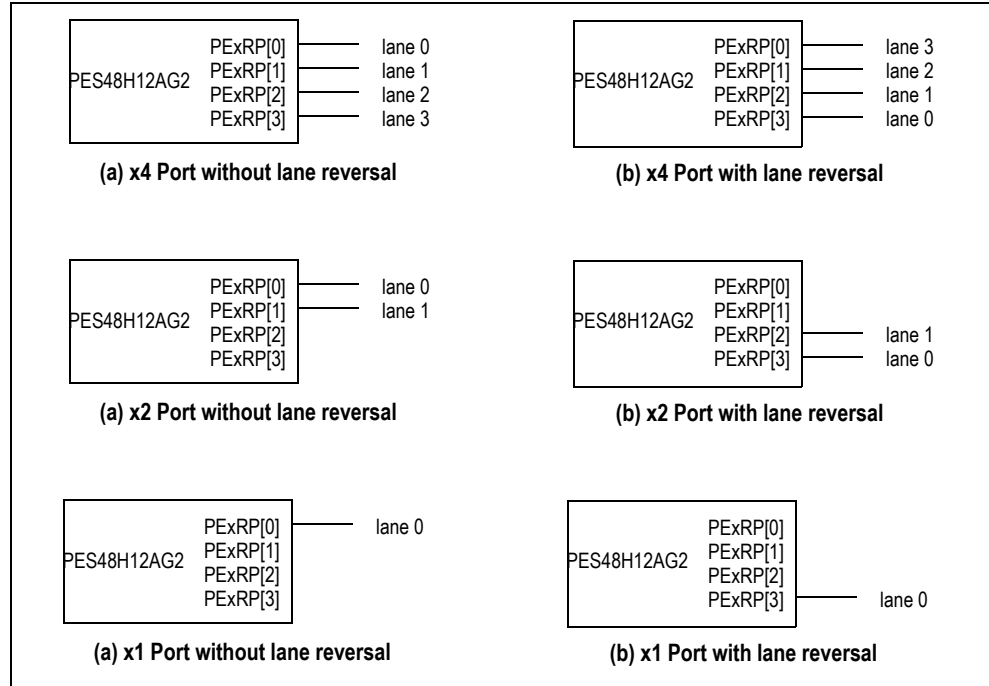 PES48H12AG2
PExRP[0] lane 0
PExRP[1] lane 1
PExRP[2] lane 2
PExRP[3] lane 3
(a) x4 Port without lane reversal
PES48H12AG2
PExRP[0] lane 3
PExRP[1] lane 2
PExRP[2] lane 1
PExRP[3] lane 0
(b) x4 Port with lane reversal
PES48H12AG2
PExRP[0] lane 0
PExRP[1] lane 1
PExRP[2]
PExRP[3]
(a) x2 Port without lane reversal
PES48H12AG2
PExRP[0]
PExRP[1]
PExRP[2] lane 1
PExRP[3] lane 0
(b) x2 Port with lane reversal
PES48H12AG2
PExRP[0] lane 0
PExRP[1]
PExRP[2]
PExRP[3]
(a) x1 Port without lane reversal
PES48H12AG2
PExRP[0]
PExRP[1]
PExRP[2]
PExRP[3] lane 0
(b) x1 Port with lane reversal